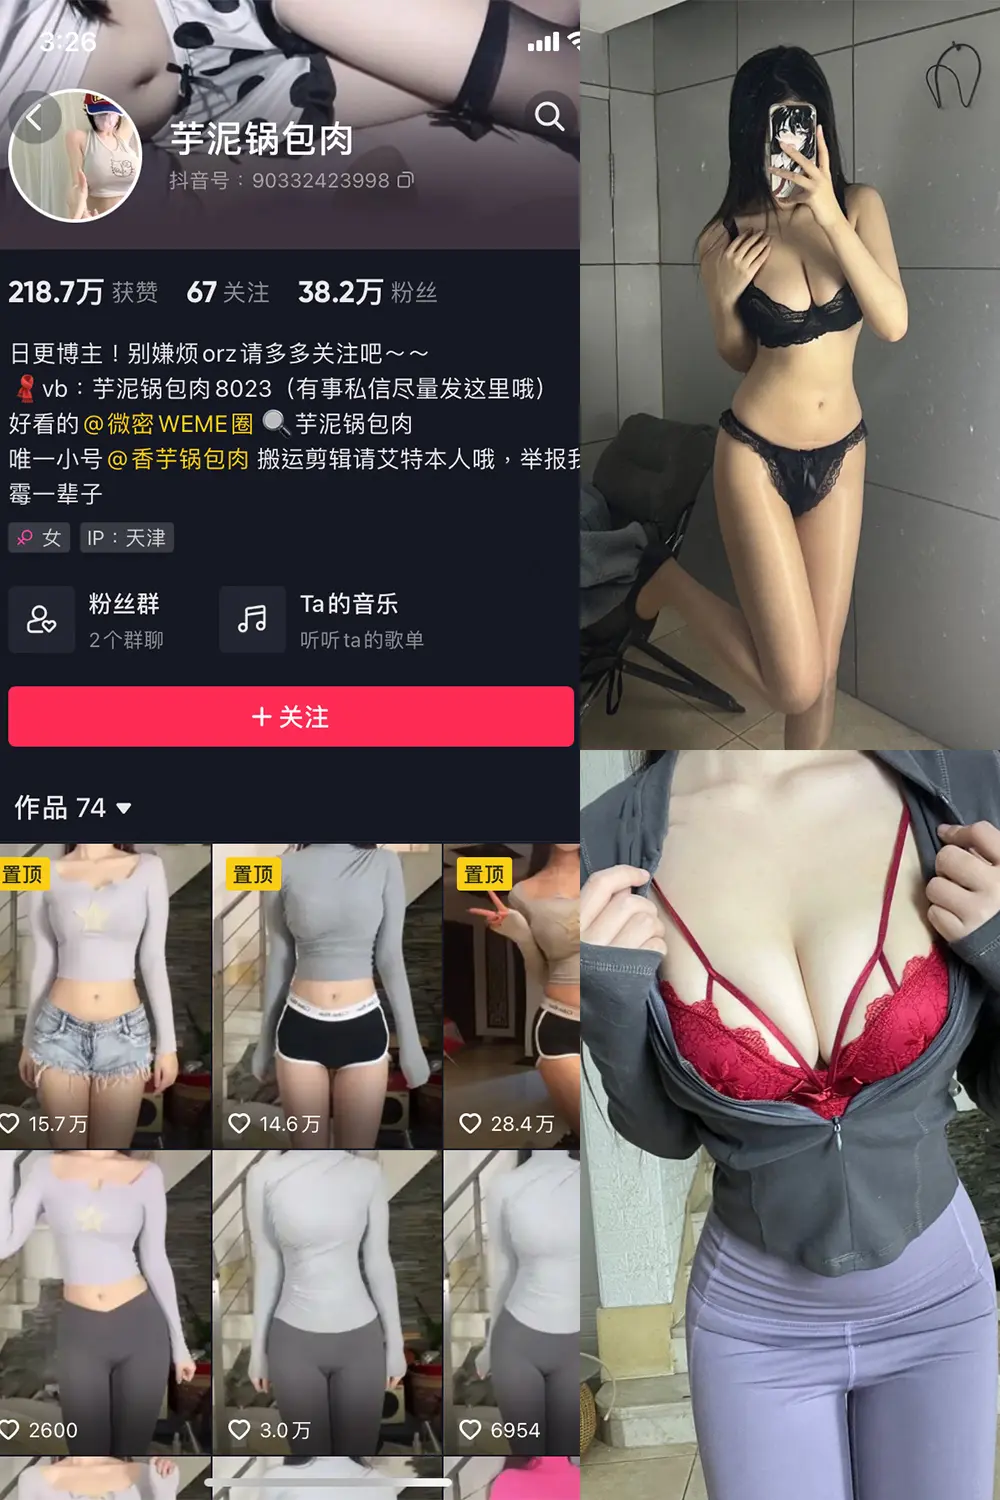 3:26
芋泥锅包肉
抖音号：90332423998
218.7万 获赞 67 关注 38.2万 粉丝
日更博主！别嫌烦orz请多多关注吧～～
vb：芋泥锅包肉8023（有事私信尽量发这里哦）
好看的@微密WEME圈 🔍芋泥锅包肉
唯一小号@香芋锅包肉 搬运剪辑请艾特本人哦，举报我
霉一辈子
女 IP：天津
粉丝群 Ta的音乐
2个群聊 听听ta的歌单
+关注
作品 74
置顶 置顶 置顶
15.7万 14.6万 28.4万
2600 3.0万 6954